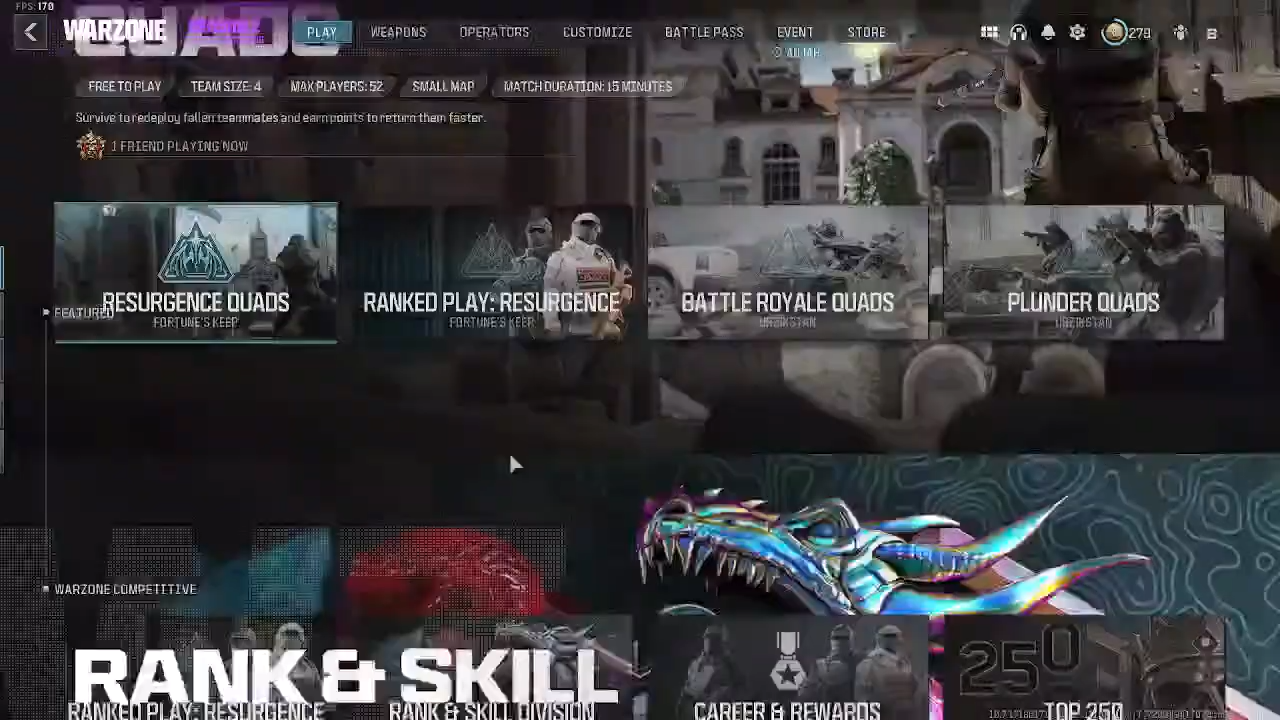 FPS: 170
QUADS
WARZONE
PLAY
WEAPONS
OPERATORS
CUSTOMIZE
BATTLE PASS
EVENT
STORE
279
FREE TO PLAY
TEAM SIZE: 4
MAX PLAYERS: 52
SMALL MAP
MATCH DURATION: 15 MINUTES
Survive to redeploy fallen teammates and earn points to return them faster.
1 FRIEND PLAYING NOW
FEATURED
RESURGENCE QUADS
FORTUNE'S KEEP
RANKED PLAY: RESURGENCE
FORTUNE'S KEEP
BATTLE ROYALE QUADS
URZIKSTAN
PLUNDER QUADS
URZIKSTAN
WARZONE COMPETITIVE
RANK & SKILL
250
RANKED PLAY: RESURGENCE
RANK & SKILL DIVISION
CAREER & REWARDS
TOP 250